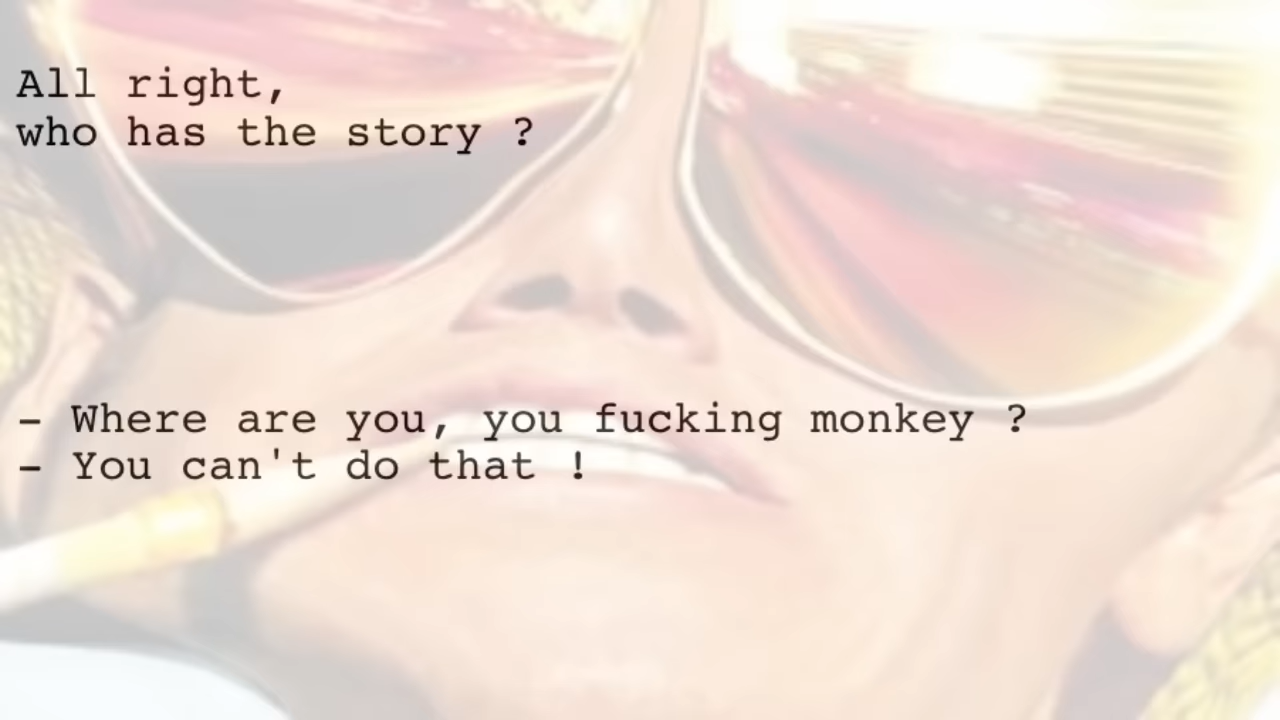 All right,
who has the story ?
- Where are you, you fucking monkey ?
- You can't do that !